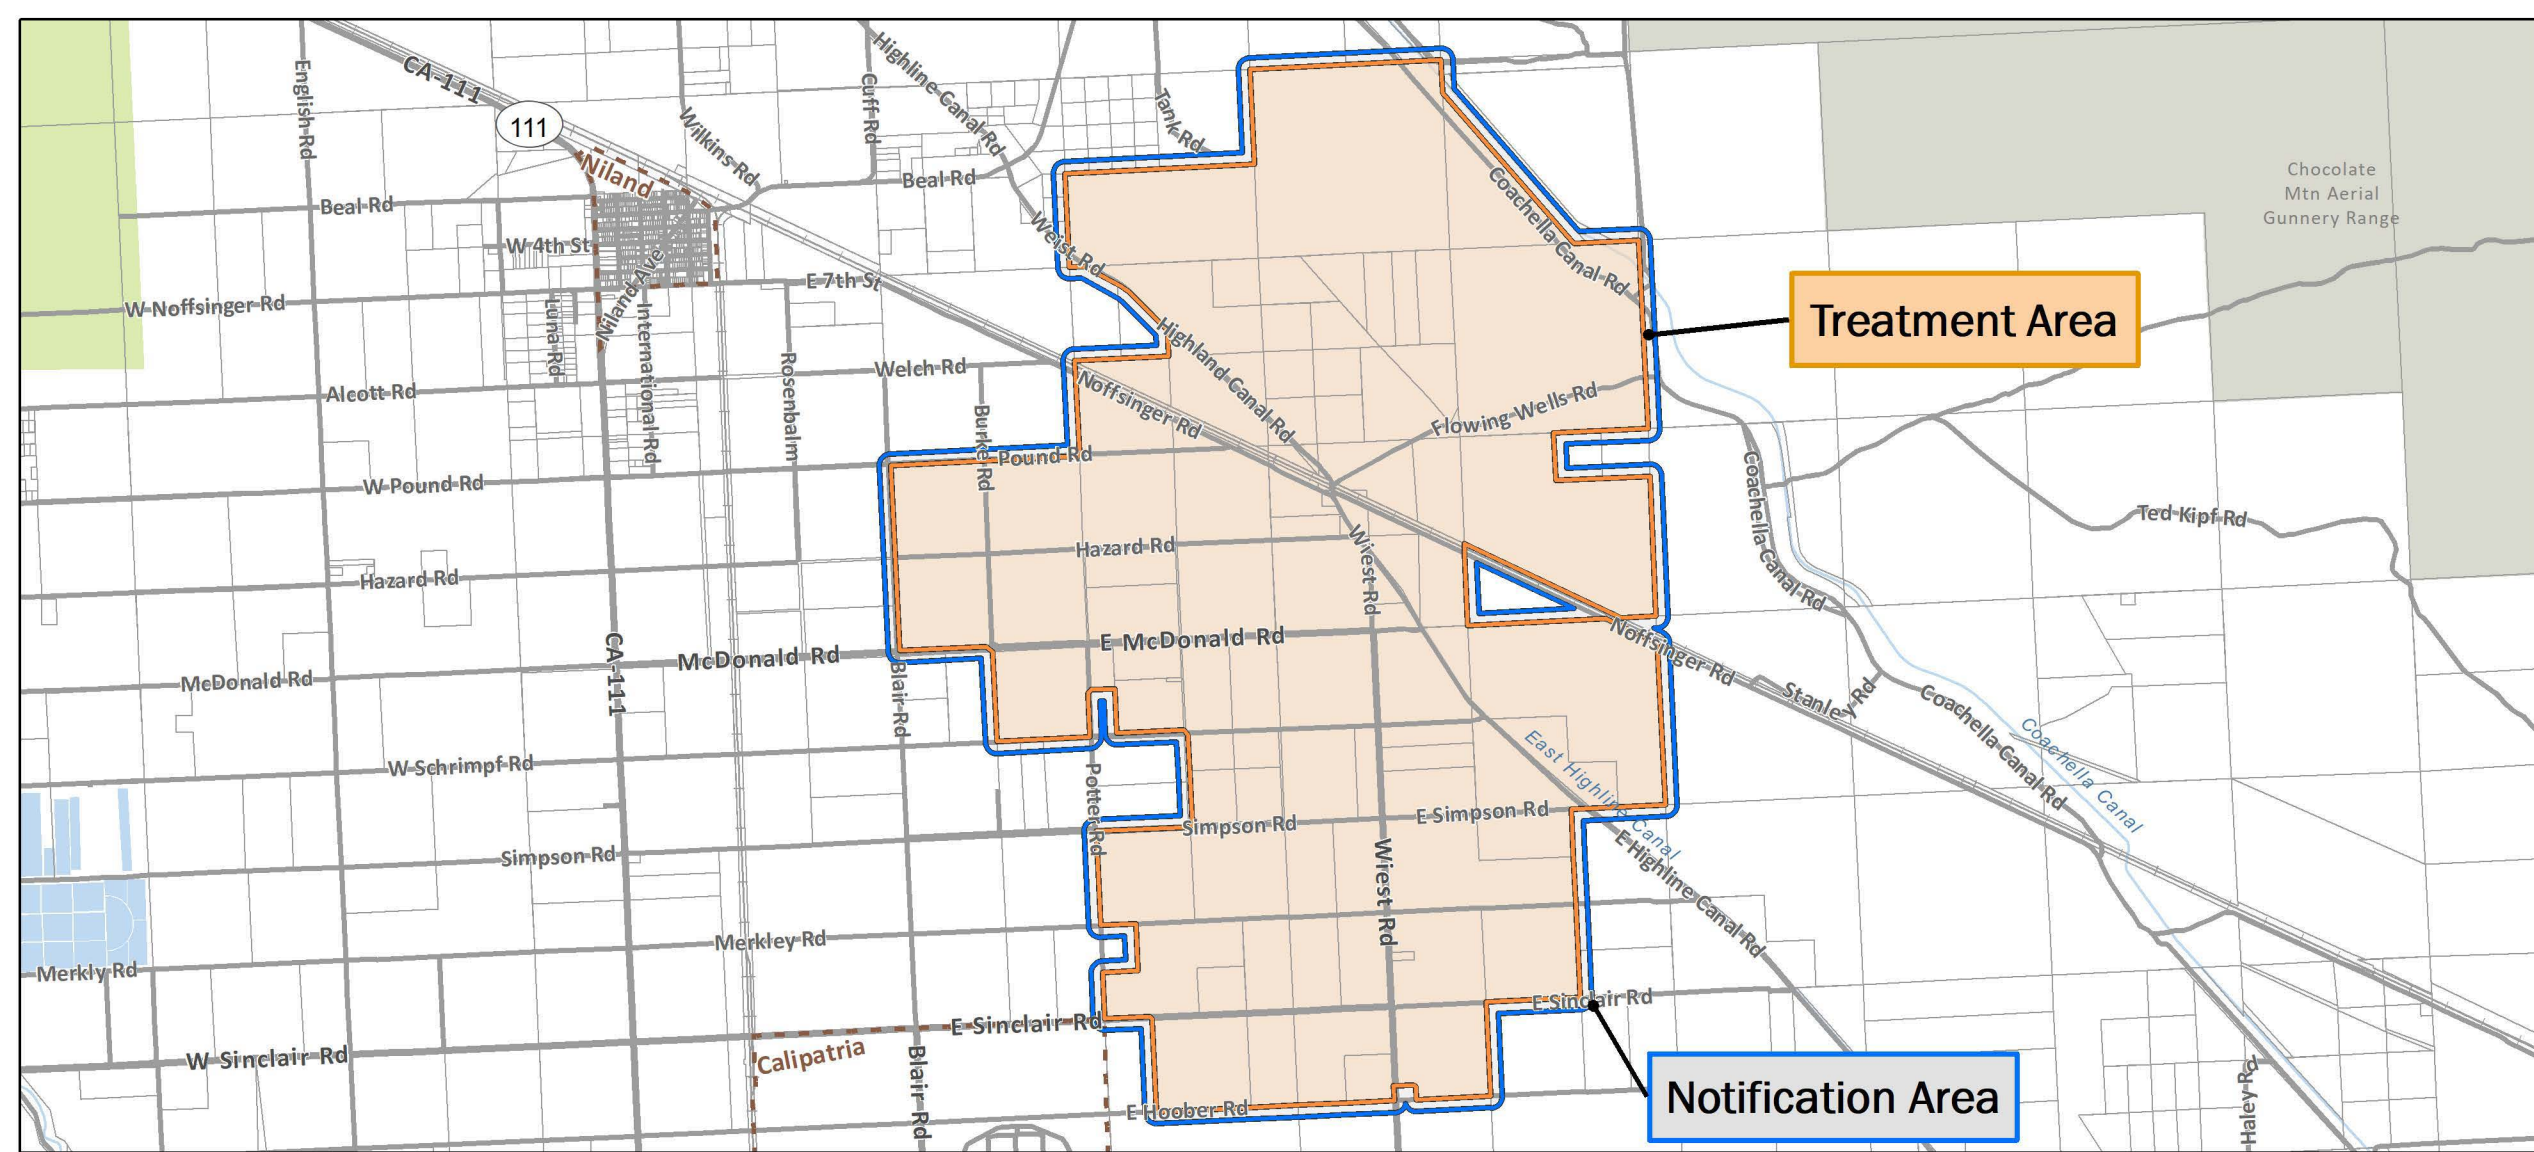 CA-111
111
English Rd
Highline Canal Rd
Cuff Rd
Wilkins Rd
Tank Rd
Niland
Beal Rd
Beal Rd
W 4th St
Niland Ave
Weist Rd
E 7th St
Coachella Canal Rd
Chocolate
Mtn Aerial
Gunnery Range
W Noffsinger Rd
Luna Rd
International Rd
Rosenbalm
Welch Rd
Highland Canal Rd
Treatment Area
Alcott Rd
Noffsinger Rd
Burke Rd
Flowing Wells Rd
Pound Rd
W Pound Rd
Coachella Canal Rd
Ted Kipf Rd
Hazard Rd
Hazard Rd
Wiest Rd
E McDonald Rd
McDonald Rd
McDonald Rd
CA-111
Blair Rd
Noffsinger Rd
Stanley Rd
Coachella Canal Rd
Coachella Canal
W Schrimpf Rd
Potter Rd
East Highline Canal
Simpson Rd
E Simpson Rd
Simpson Rd
Wiest Rd
E Highline Canal Rd
Merkley Rd
Merkly Rd
E Sinclair Rd
E Sinclair Rd
W Sinclair Rd
Calipatria
Blair Rd
E Hoober Rd
Notification Area
Haley Rd